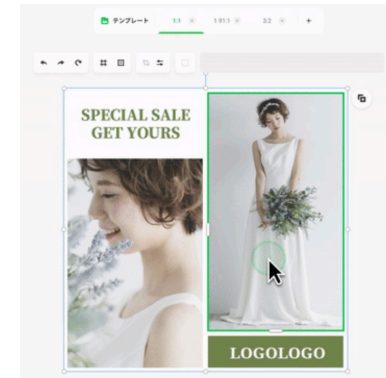 テンプレート 1:1 1.91:1 2:2 +
SPECIAL SALE
GET YOURS
LOGOLOGO